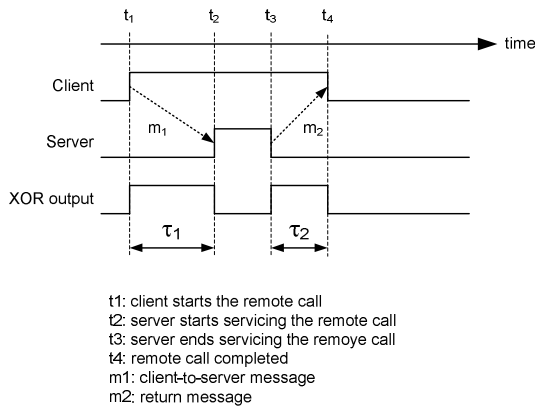 t1 t2 t3 t4
time
Client
m1 m2
Server
XOR output
τ1 τ2
t1: client starts the remote call
t2: server starts servicing the remote call
t3: server ends servicing the remoye call
t4: remote call completed
m1: client-to-server message
m2: return message